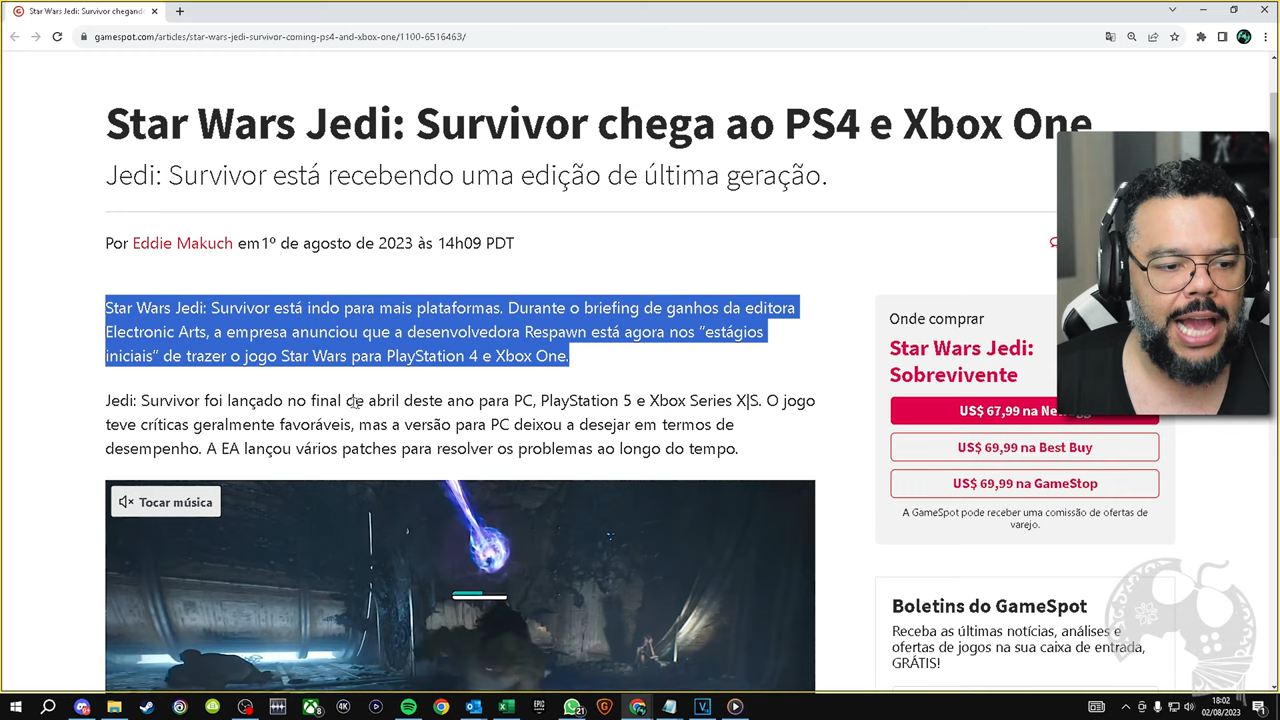 Star Wars Jedi: Survivor chegando
gamespot.com/articles/star-wars-jedi-survivor-coming-ps4-and-xbox-one/1100-6516463/
Star Wars Jedi: Survivor chega ao PS4 e Xbox One
Jedi: Survivor está recebendo uma edição de última geração.
Por Eddie Makuch em1º de agosto de 2023 às 14h09 PDT
Star Wars Jedi: Survivor está indo para mais plataformas. Durante o briefing de ganhos da editora
Electronic Arts, a empresa anunciou que a desenvolvedora Respawn está agora nos "estágios
iniciais" de trazer o jogo Star Wars para PlayStation 4 e Xbox One.
Jedi: Survivor foi lançado no final de abril deste ano para PC, PlayStation 5 e Xbox Series X|S. O jogo
teve críticas geralmente favoráveis, mas a versão para PC deixou a desejar em termos de
desempenho. A EA lançou vários patches para resolver os problemas ao longo do tempo.
Tocar música
Onde comprar
Star Wars Jedi:
Sobrevivente
US$ 67,99 na
US$ 69,99 na Best Buy
US$ 69,99 na GameStop
A GameSpot pode receber uma comissão de ofertas de
varejo.
Boletins do GameSpot
Receba as últimas notícias, análises e
ofertas de jogos na sua caixa de entrada,
GRÁTIS!
8
4K
EPIC
GAMES
21
18:02
02/08/2023
1